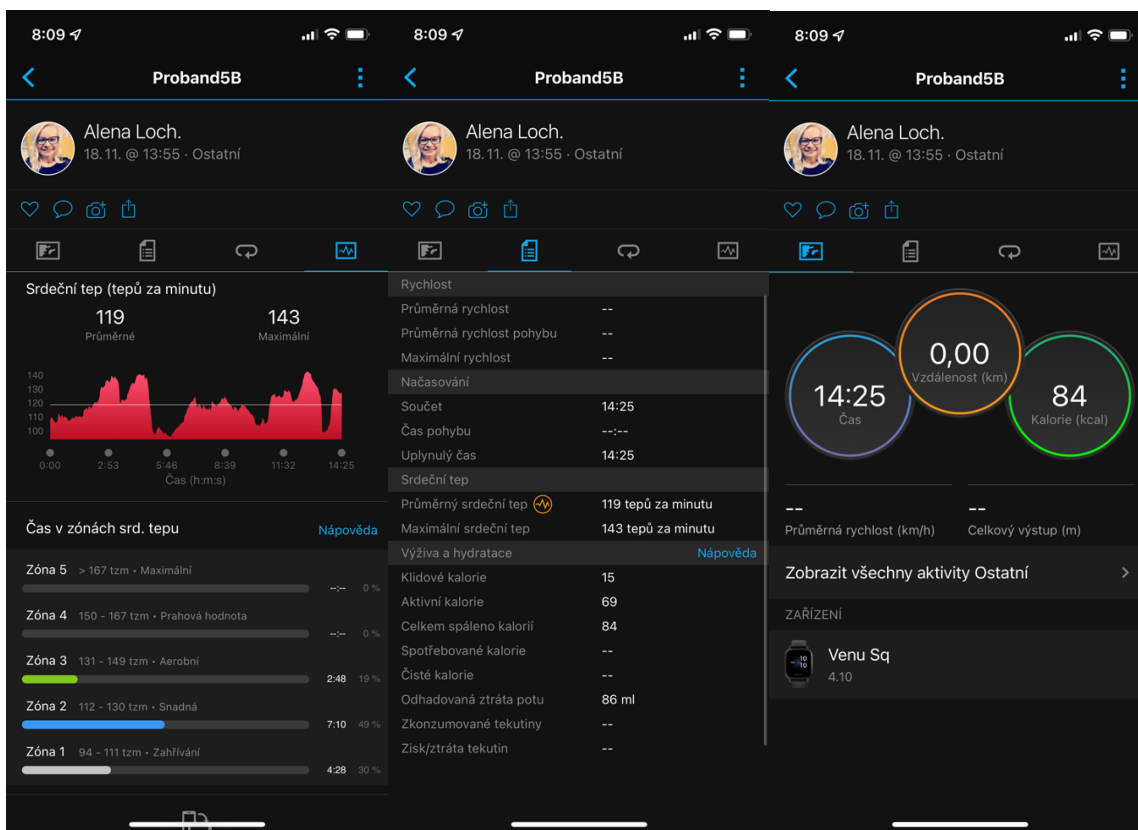 8:09
Proband5B
Alena Loch.
18.11. @ 13:55 · Ostatní
Srdeční tep (tepů za minutu)
119 143
Průměrné Maximální
140
130
120
110
100
0:00 2:53 5:46 8:39 11:32 14:25
Čas (h:m:s)
Čas v zónách srd. tepu Nápověda
Zóna 5 > 167 tzm • Maximální
--:-- 0 %
Zóna 4 150 - 167 tzm • Prahová hodnota
--:-- 0 %
Zóna 3 131 - 149 tzm • Aerobní
2:48 19 %
Zóna 2 112 - 130 tzm • Snadná
7:10 49 %
Zóna 1 94 - 111 tzm • Zahřívání
4:28 30 %
8:09
Proband5B
Alena Loch.
18.11. @ 13:55 · Ostatní
Rychlost
Průměrná rychlost --
Průměrná rychlost pohybu --
Maximální rychlost --
Načasování
Součet 14:25
Čas pohybu --:--
Uplynulý čas 14:25
Srdeční tep
Průměrný srdeční tep 119 tepů za minutu
Maximální srdeční tep 143 tepů za minutu
Výživa a hydratace Nápověda
Klidové kalorie 15
Aktivní kalorie 69
Celkem spáleno kalorií 84
Spotřebované kalorie --
Čisté kalorie --
Odhadovaná ztráta potu 86 ml
Zkonzumované tekutiny --
Zisk/ztráta tekutin --
8:09
Proband5B
Alena Loch.
18.11. @ 13:55 · Ostatní
0,00
Vzdálenost (km)
14:25
Čas
84
Kalorie (kcal)
-- --
Průměrná rychlost (km/h) Celkový výstup (m)
Zobrazit všechny aktivity Ostatní
ZAŘÍZENÍ
10
10
Venu Sq
4.10